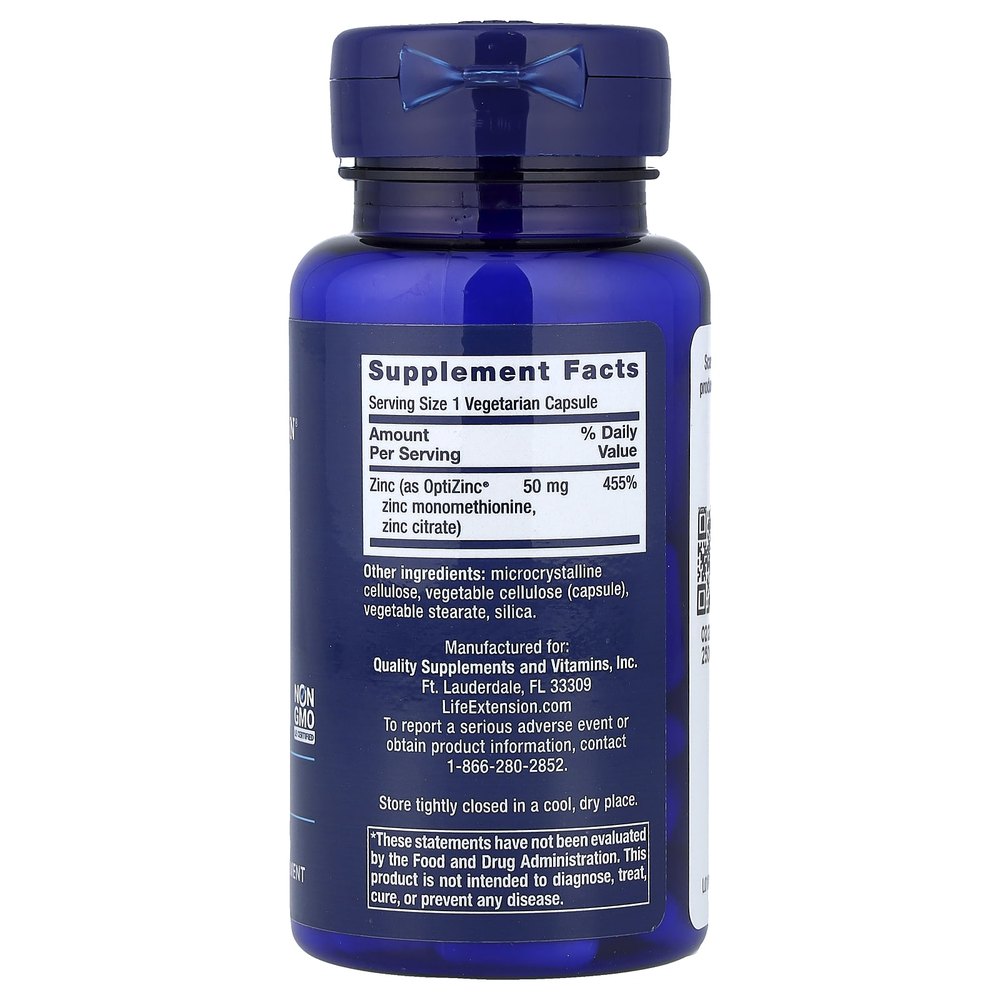 Supplement Facts
Serving Size 1 Vegetarian Capsule
Amount Per Serving
% Daily Value
Zinc (as OptiZinc® 50 mg 455%
zinc monomethionine,
zinc citrate)
Other ingredients: microcrystalline
cellulose, vegetable cellulose (capsule),
vegetable stearate, silica.
Manufactured for:
Quality Supplements and Vitamins, Inc.
Ft. Lauderdale, FL 33309
LifeExtension.com
To report a serious adverse event or
obtain product information, contact
1-866-280-2852.
Store tightly closed in a cool, dry place.
*These statements have not been evaluated
by the Food and Drug Administration. This
product is not intended to diagnose, treat,
cure, or prevent any disease.
NON
GMO